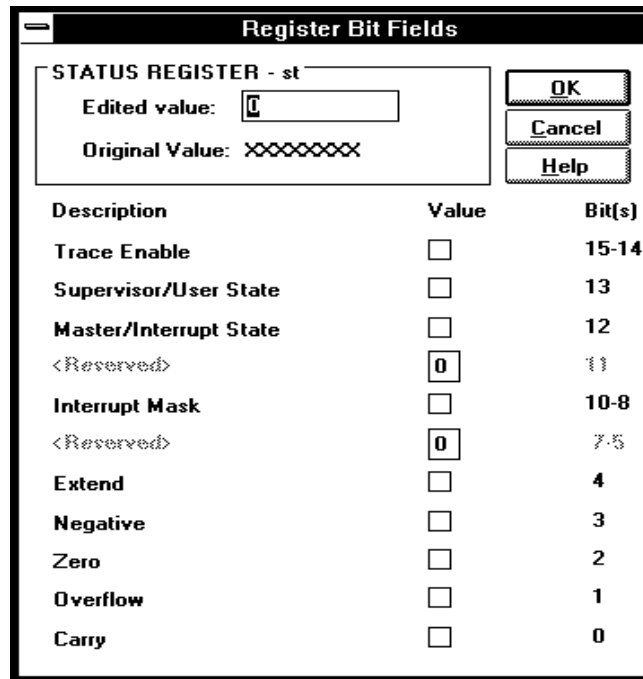 Register Bit Fields
STATUS REGISTER - st
Edited value: 0
Original Value: XXXXXXXX
OK
Cancel
Help
Description Value Bit(s)
Trace Enable 15-14
Supervisor/User State 13
Master/Interrupt State 12
<Reserved> 0 11
Interrupt Mask 10-8
<Reserved> 0 7-5
Extend 4
Negative 3
Zero 2
Overflow 1
Carry 0